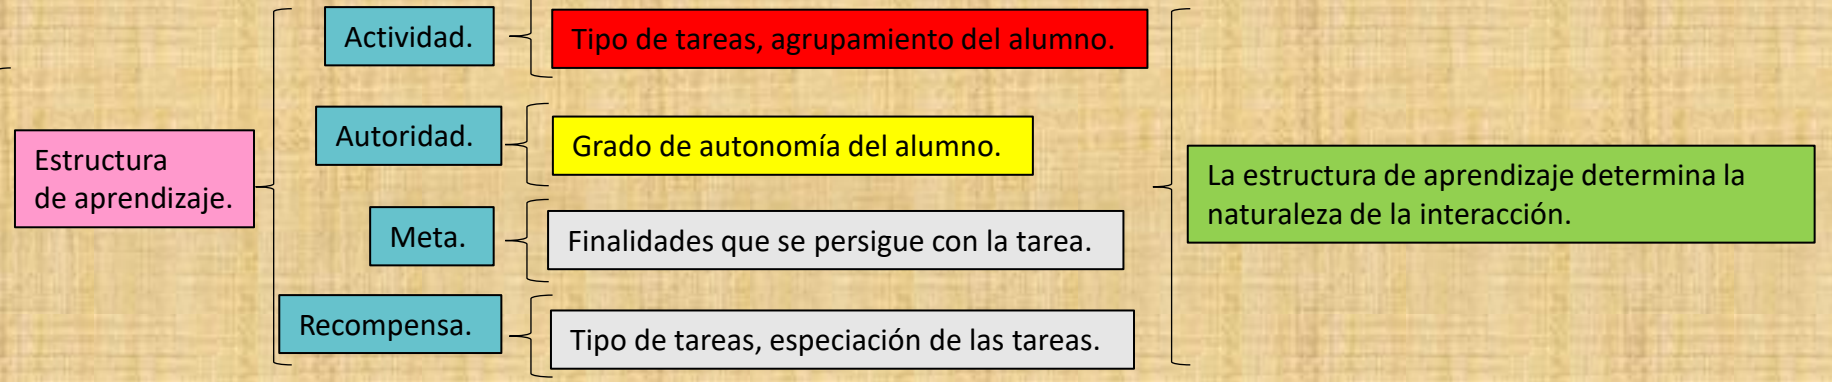 Estructura
de aprendizaje.
Actividad.
Tipo de tareas, agrupamiento del alumno.
Autoridad.
Grado de autonomía del alumno.
Meta.
Finalidades que se persigue con la tarea.
Recompensa.
Tipo de tareas, especiación de las tareas.
La estructura de aprendizaje determina la
naturaleza de la interacción.